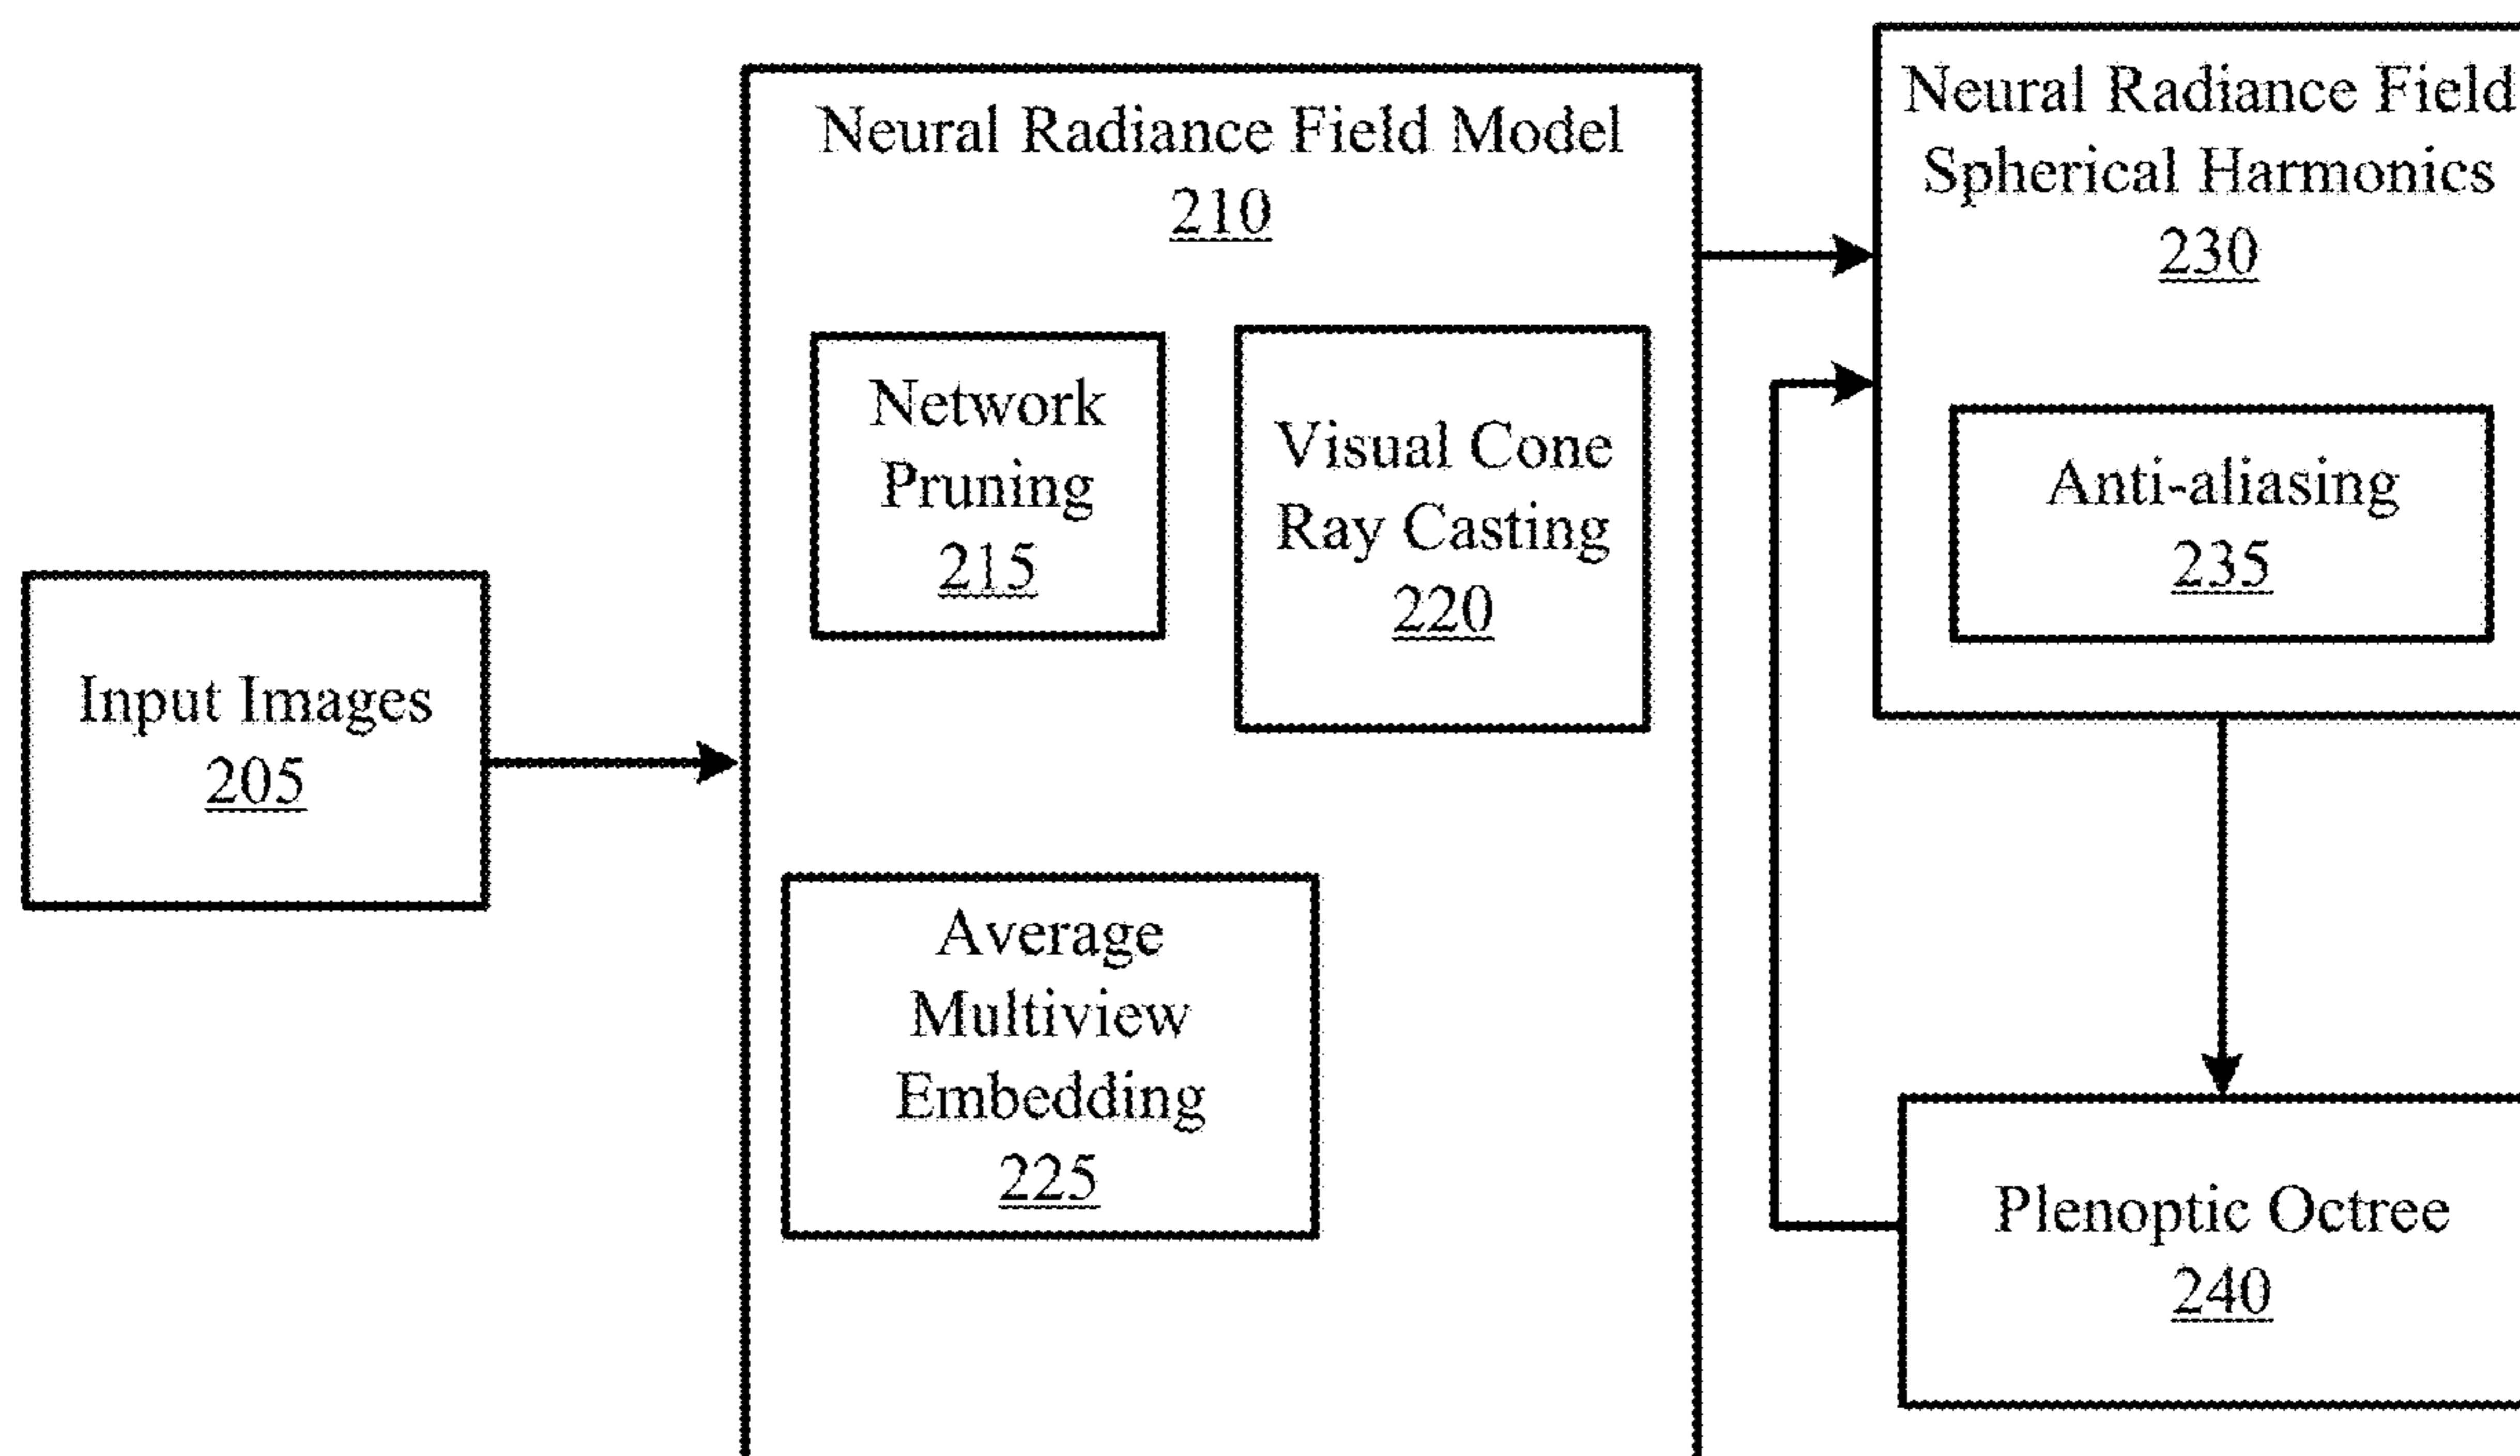 Input Images
205
Neural Radiance Field Model
210
Network
Pruning
215
Visual Cone
Ray Casting
220
Average
Multiview
Embedding
225
Neural Radiance Field
Spherical Harmonics
230
Anti-aliasing
235
Plenoptic Octree
240